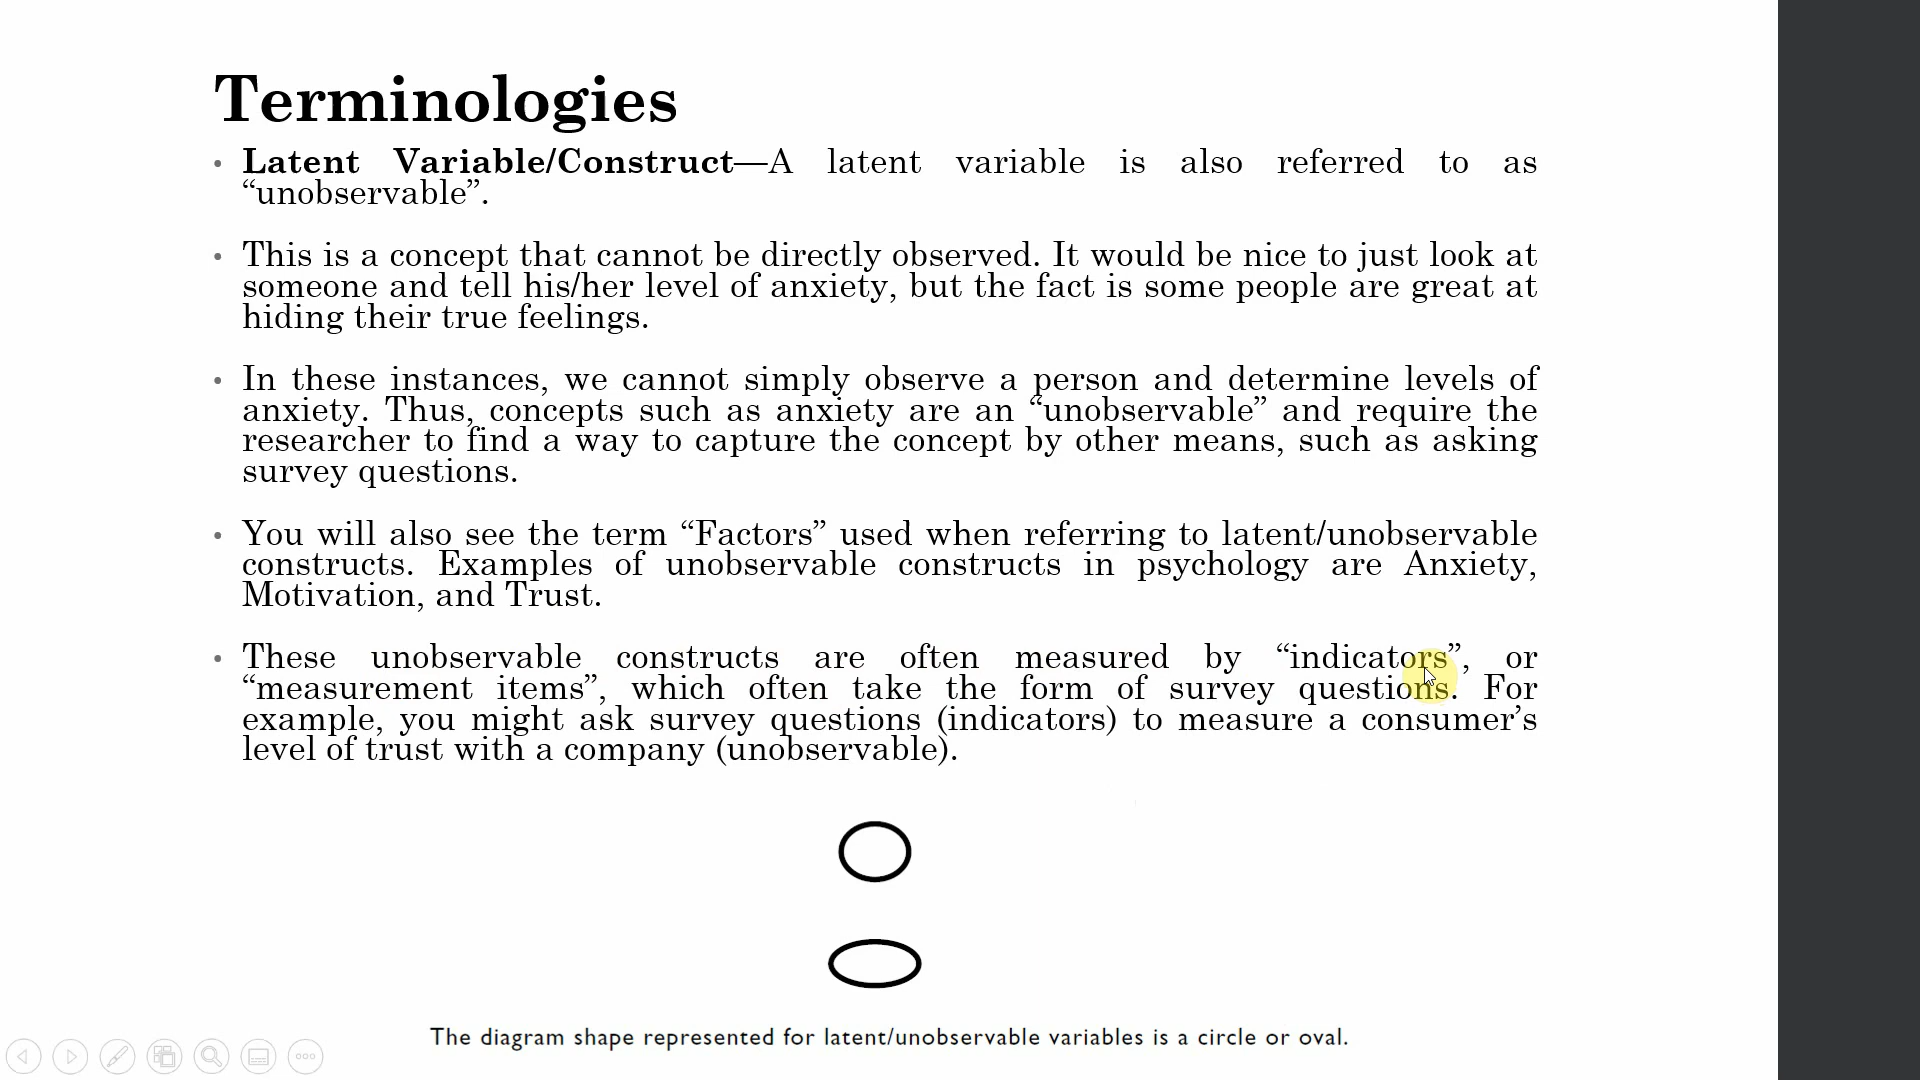 Terminologies
• Latent Variable/Construct—A latent variable is also referred to as
“unobservable”.
• This is a concept that cannot be directly observed. It would be nice to just look at
someone and tell his/her level of anxiety, but the fact is some people are great at
hiding their true feelings.
• In these instances, we cannot simply observe a person and determine levels of
anxiety. Thus, concepts such as anxiety are an “unobservable” and require the
researcher to find a way to capture the concept by other means, such as asking
survey questions.
• You will also see the term “Factors” used when referring to latent/unobservable
constructs. Examples of unobservable constructs in psychology are Anxiety,
Motivation, and Trust.
• These unobservable constructs are often measured by “indicators”, or
“measurement items”, which often take the form of survey questions. For
example, you might ask survey questions (indicators) to measure a consumer’s
level of trust with a company (unobservable).
The diagram shape represented for latent/unobservable variables is a circle or oval.